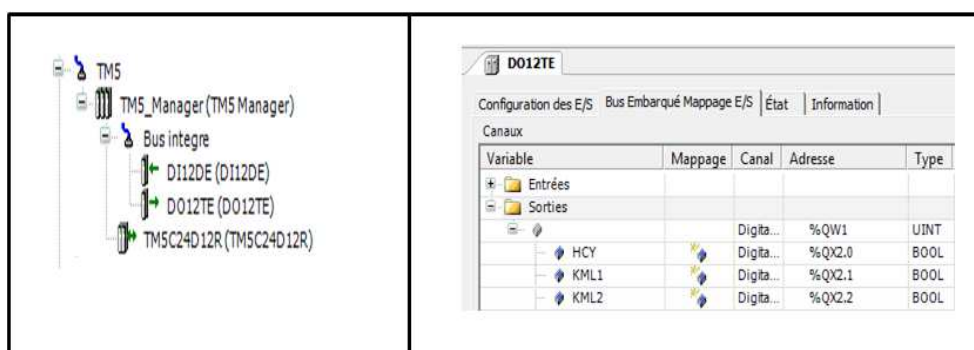 TM5
TM5_Manager (TM5 Manager)
Bus integre
DI12DE (DI12DE)
DO12TE (DO12TE)
TM5C24D12R (TM5C24D12R)
DO12TE
Configuration des E/S Bus Embarqué Mappage E/S État Information
Canaux
Variable Mappage Canal Adresse Type
Entrées
Sorties
Digita... %QW1 UINT
HCY Digita... %QX2.0 BOOL
KML1 Digita... %QX2.1 BOOL
KML2 Digita... %QX2.2 BOOL